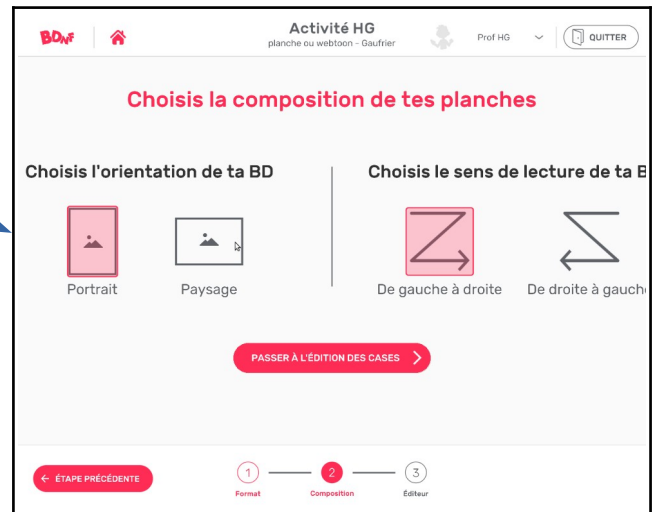 BDnF
Activité HG
planche ou webtoon - Gaufrier
Prof HG
QUITTER
Choisis la composition de tes planches
Choisis l'orientation de ta BD
Choisis le sens de lecture de ta B
Portrait
Paysage
De gauche à droite
De droite à gauch
PASSER À L'ÉDITION DES CASES
← ÉTAPE PRÉCÉDENTE
1
2
3
Format
Composition
Éditeur